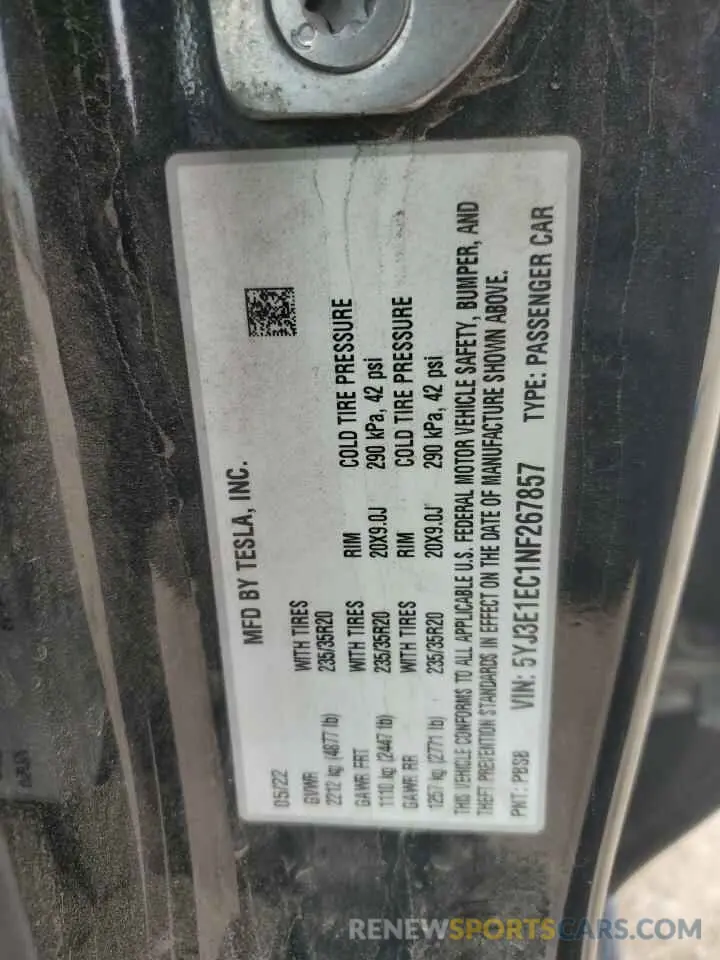 MFD BY TESLA, INC.
05/22
GVWR WITH TIRES
2212 kg (4877 lb) 235/35R20
GAWR FRT WITH TIRES RIM COLD TIRE PRESSURE
1110 kg (2447 lb) 235/35R20 20X9.0J 290 kPa, 42 psi
GAWR RR WITH TIRES RIM COLD TIRE PRESSURE
1257 kg (2771 lb) 235/35R20 20X9.0J 290 kPa, 42 psi
THIS VEHICLE CONFORMS TO ALL APPLICABLE U.S. FEDERAL MOTOR VEHICLE SAFETY, BUMPER, AND
THEFT PREVENTION STANDARDS IN EFFECT ON THE DATE OF MANUFACTURE SHOWN ABOVE.
PNT: PBSB VIN: 5YJ3E1EC1NF267857 TYPE: PASSENGER CAR
RENEWSPORTSCARS.COM